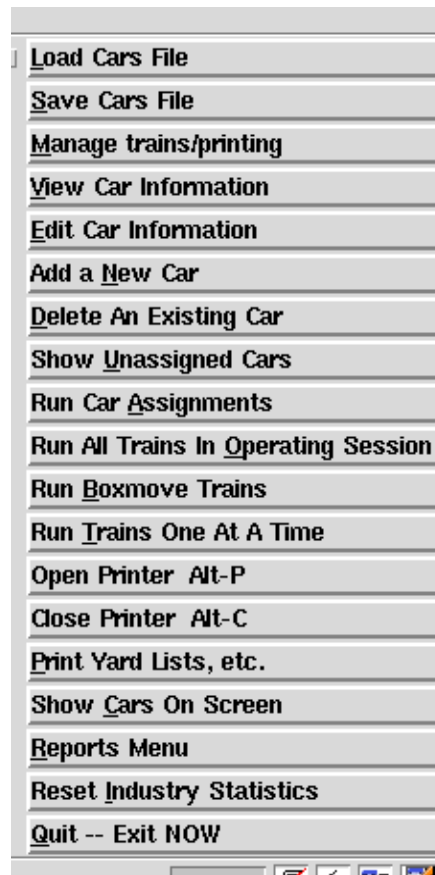 Load Cars File
Save Cars File
Manage trains/printing
View Car Information
Edit Car Information
Add a New Car
Delete An Existing Car
Show Unassigned Cars
Run Car Assignments
Run All Trains In Operating Session
Run Boxmove Trains
Run Trains One At A Time
Open Printer Alt-P
Close Printer Alt-C
Print Yard Lists, etc.
Show Cars On Screen
Reports Menu
Reset Industry Statistics
Quit -- Exit NOW